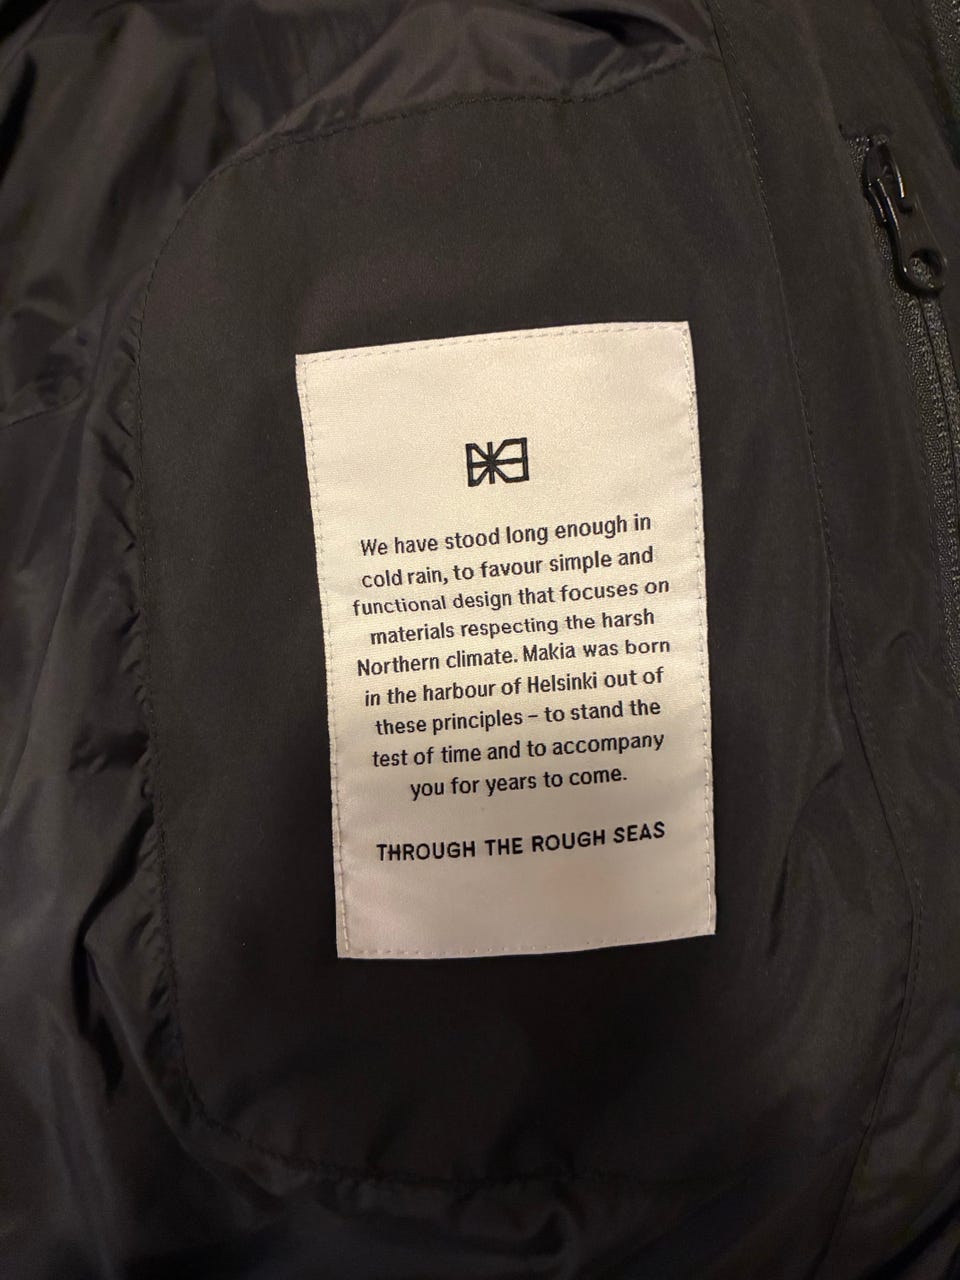 We have stood long enough in
cold rain, to favour simple and
functional design that focuses on
materials respecting the harsh
Northern climate. Makia was born
in the harbour of Helsinki out of
these principles – to stand the
test of time and to accompany
you for years to come.
THROUGH THE ROUGH SEAS